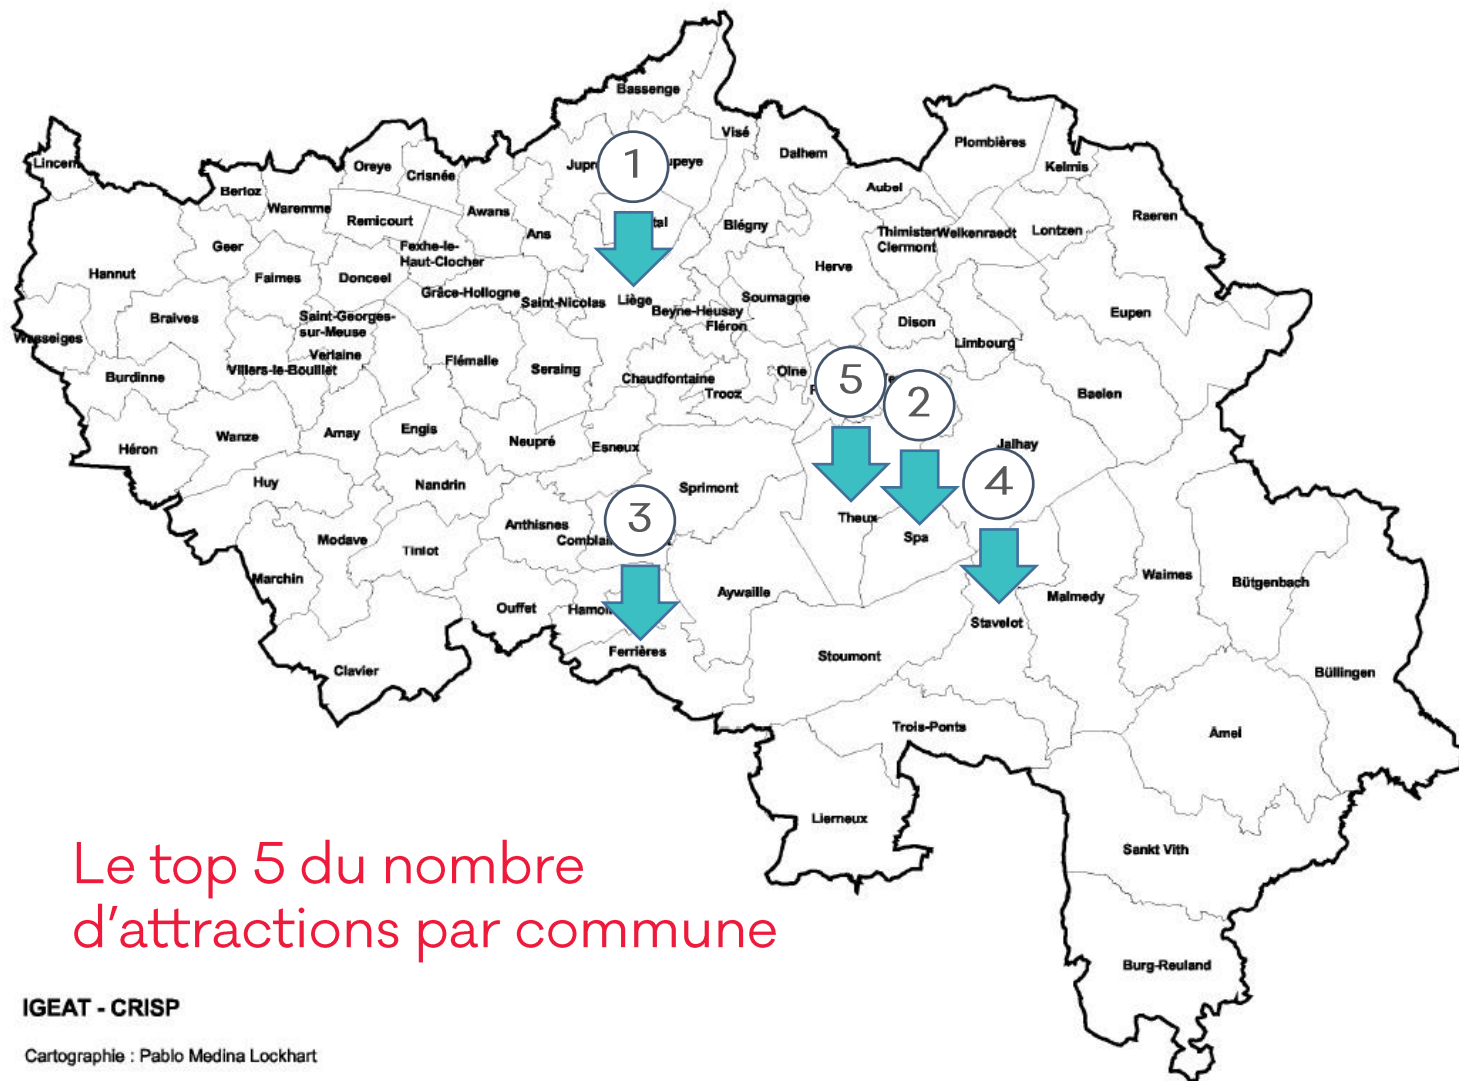 Bassenge
Visé
Dalhem
Plombières
Kelmis
Oreye
Crisnée
1
Aubel
Berloz
Waremme
Remicourt
Awans
Ans
Blégny
Thimister
Clermont
Welkenraedt
Lontzen
Raeren
Geer
Fexhe-le-
Haut-Clocher
Hannut
Faimes
Donceel
Herve
Grâce-Hollogne
Saint-Nicolas
Liège
Soumagne
Beyne-Heusay
Fléron
Eupen
Braives
Saint-Georges-
sur-Meuse
Dison
Limbourg
Wasseiges
Verlaine
Villers-le-Bouillet
Flémalle
Seraing
Burdinne
Chaudfontaine
Trooz
Olne
5
2
Baelen
Héron
Wanze
Amay
Engis
Neupré
Esneux
Jalhay
Huy
Nandrin
Sprimont
4
3
Theux
Spa
Anthisnes
Modave
Tinlot
Marchin
Aywaille
Malmedy
Waimes
Bütgenbach
Ouffet
Stavelot
Ferrières
Stoumont
Clavier
Büllingen
Trois-Ponts
Amel
Lierneux
Sankt Vith
Burg-Reuland
Le top 5 du nombre
d'attractions par commune
IGEAT - CRISP
Cartographie : Pablo Medina Lockhart